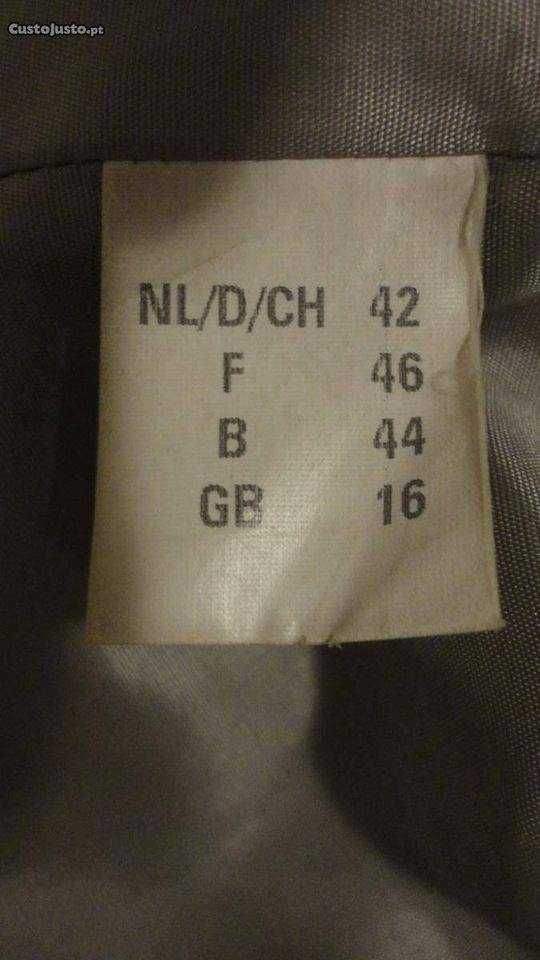 CustoJusto.pt
NL/D/CH 42
F 46
B 44
GB 16